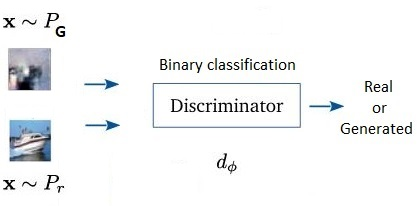 x ~ P_G
Binary classification
Discriminator
Real
or
Generated
d_ϕ
x ~ P_r